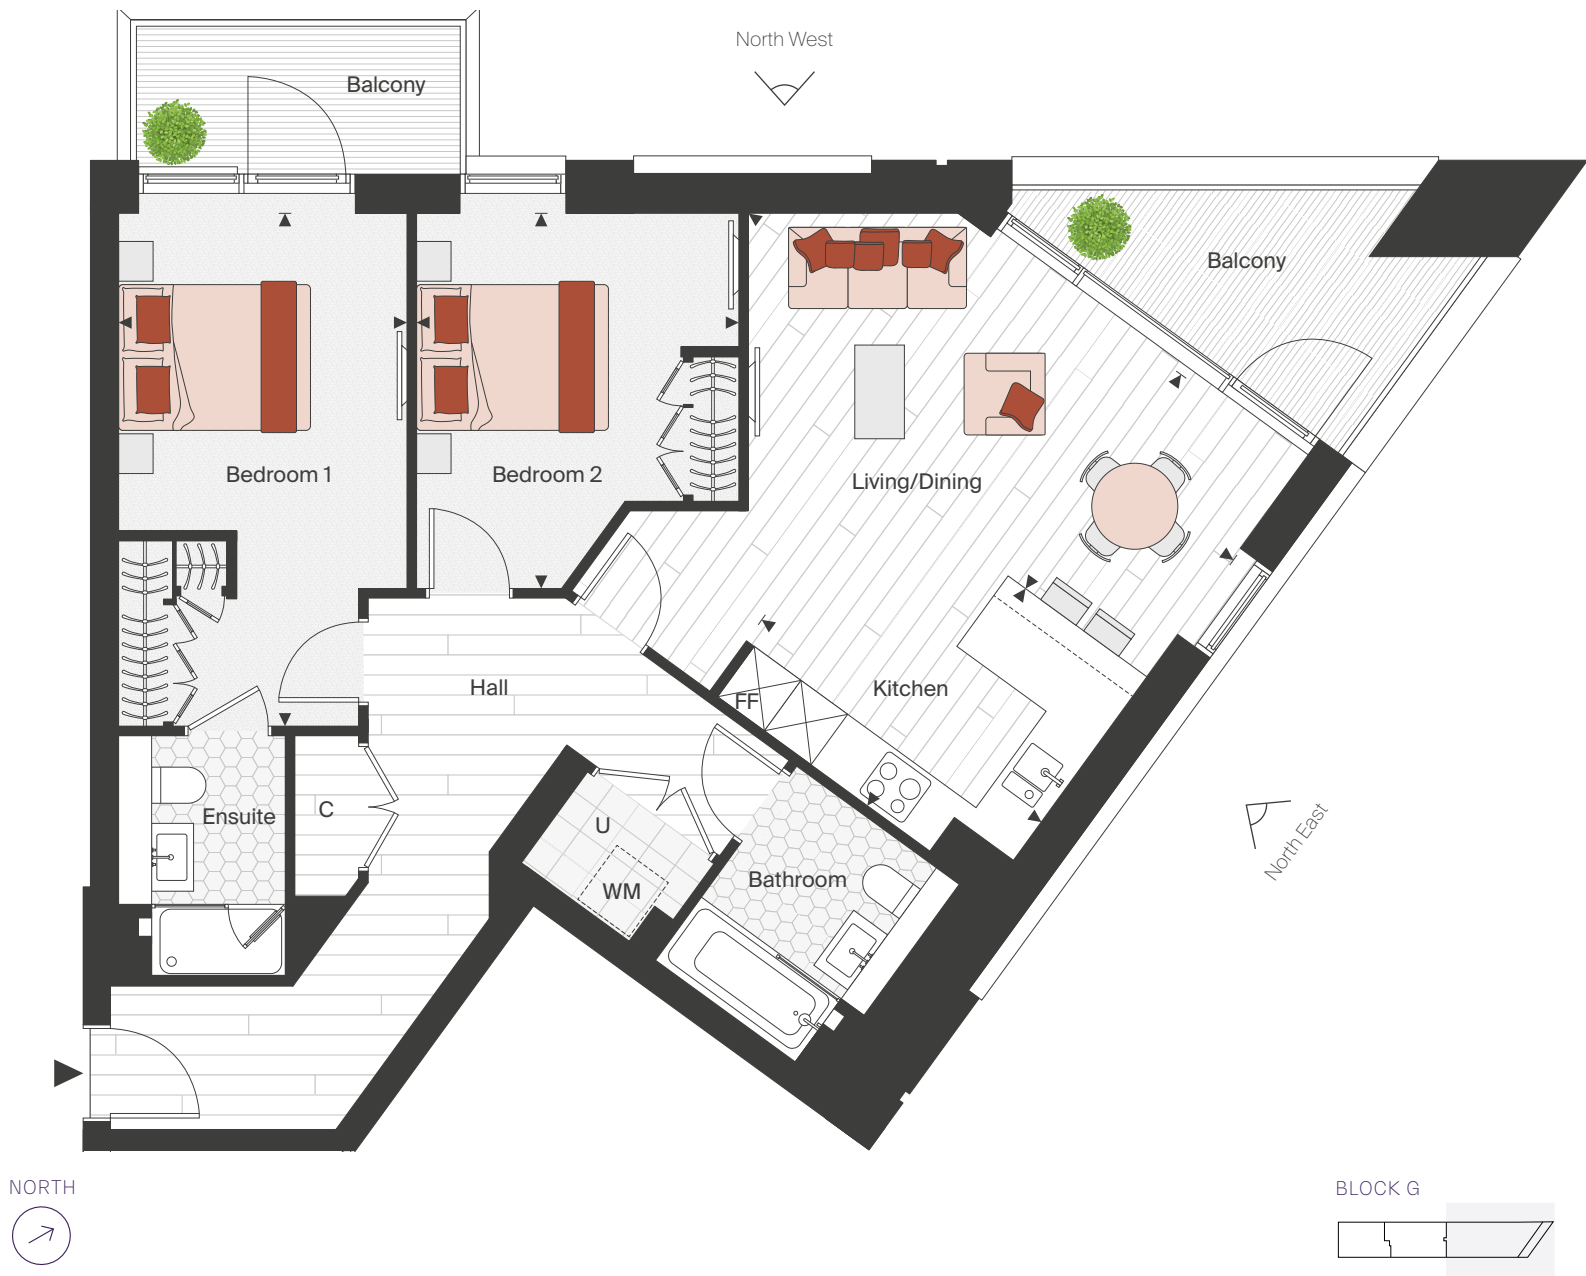 North West
Balcony
Balcony
Bedroom 1
Bedroom 2
Living/Dining
Hall
Kitchen
FF
Ensuite
C
U
WM
Bathroom
North East
NORTH
BLOCK G